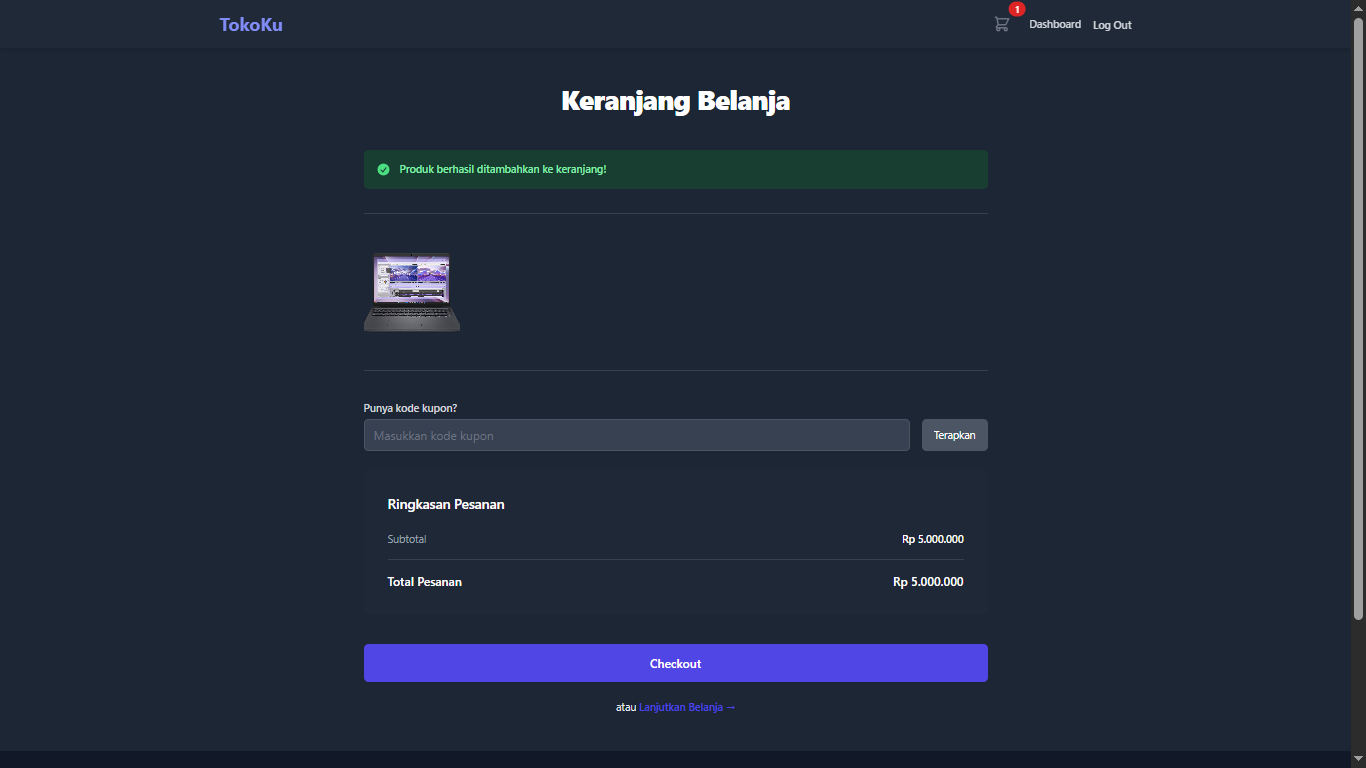 TokoKu
1
Dashboard
Log Out
Keranjang Belanja
Produk berhasil ditambahkan ke keranjang!
Punya kode kupon?
Masukkan kode kupon
Terapkan
Ringkasan Pesanan
Subtotal Rp 5.000.000
Total Pesanan Rp 5.000.000
Checkout
atau Lanjutkan Belanja →